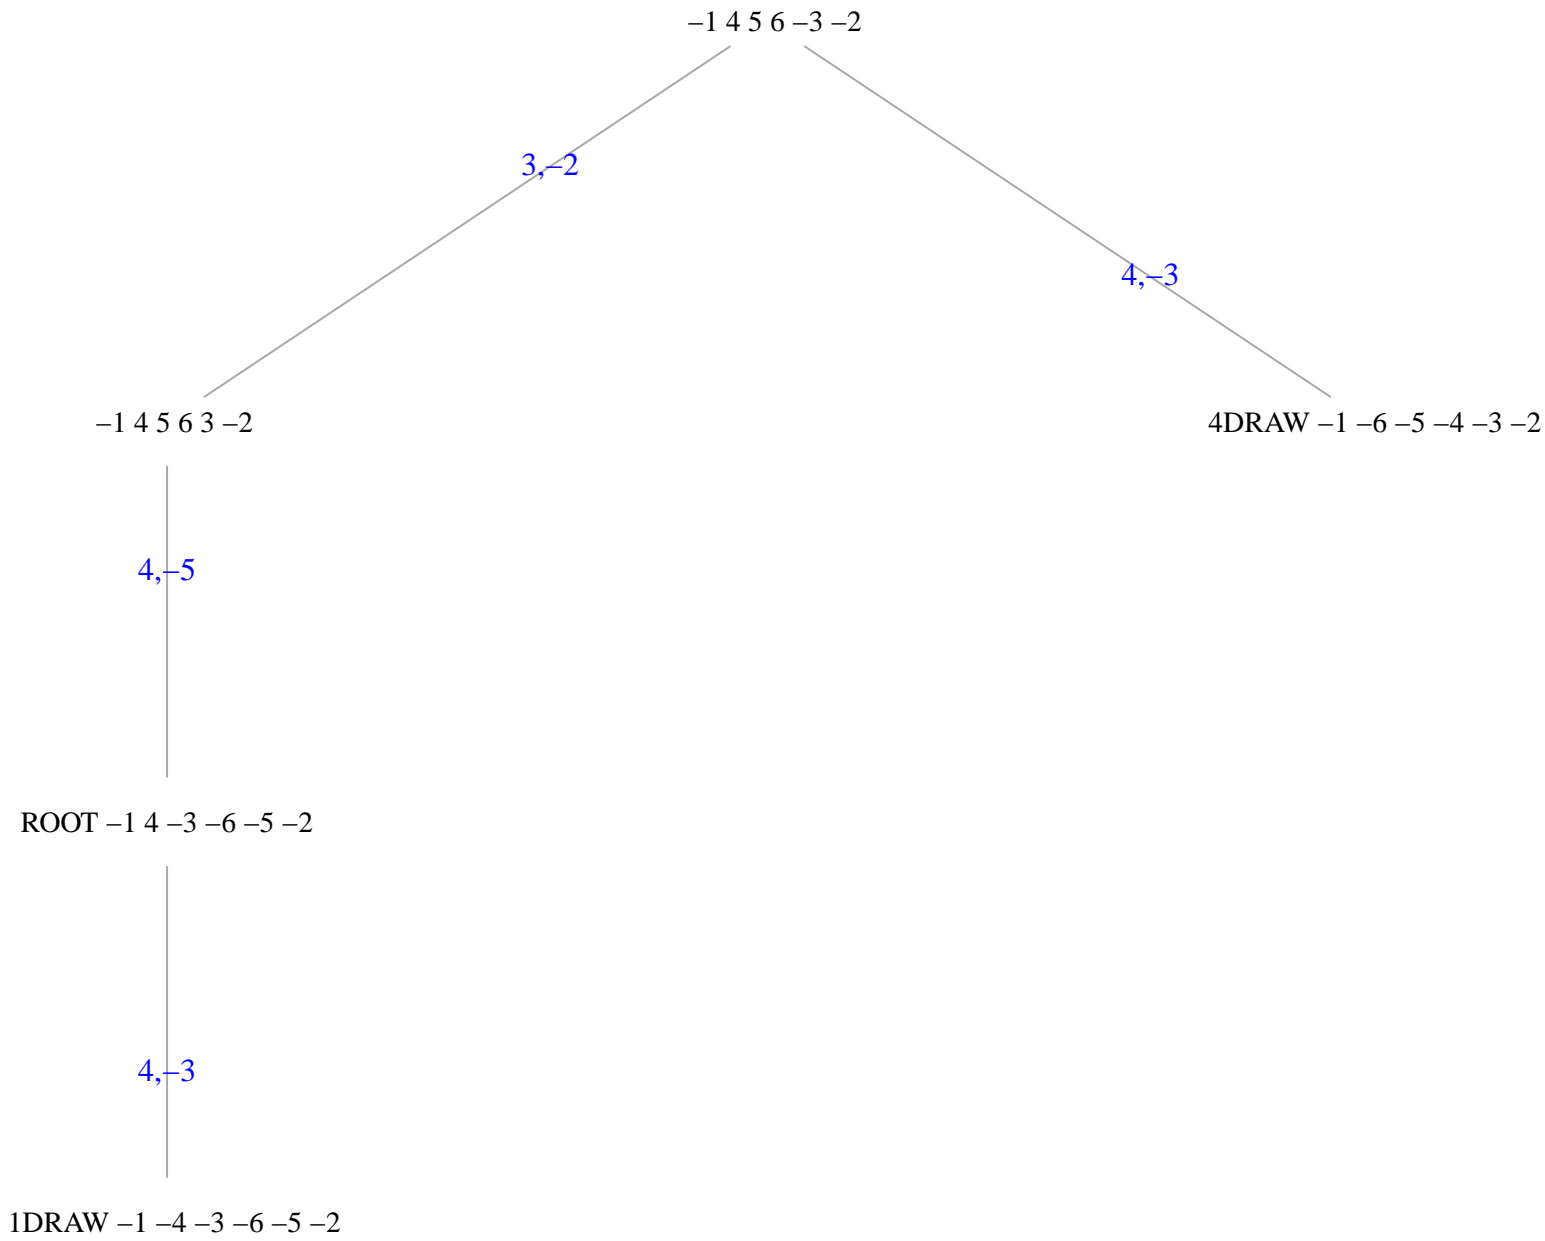 –1 4 5 6 –3 –2
3,–2
4,–3
–1 4 5 6 3 –2
4DRAW –1 –6 –5 –4 –3 –2
4,–5
ROOT –1 4 –3 –6 –5 –2
4,–3
1DRAW –1 –4 –3 –6 –5 –2